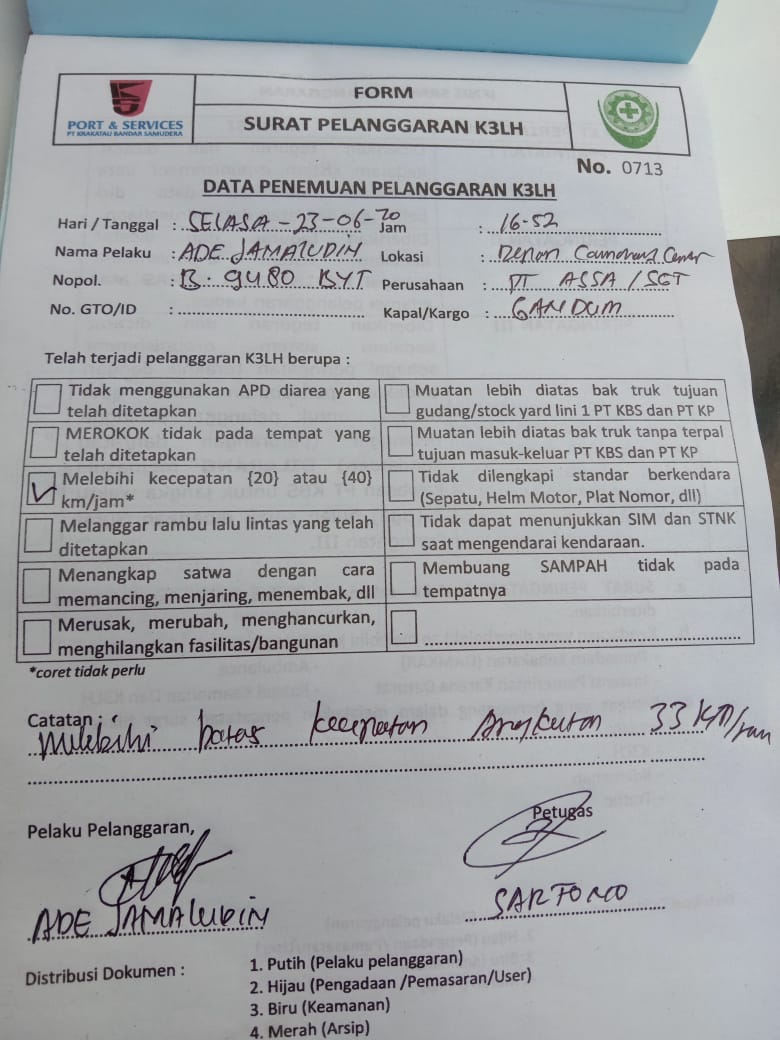 PORT & SERVICES
PT KRAKATAU BANDAR SAMUDERA
FORM
SURAT PELANGGARAN K3LH
No. 0713
DATA PENEMUAN PELANGGARAN K3LH
Hari / Tanggal : SELASA - 23-06-20 Jam : 16-52
Nama Pelaku : ADE JAMALUDIN Lokasi :
Nopol. : B. 9480 BYT Perusahaan : PT ASSA / SGT
No. GTO/ID : Kapal/Kargo : GANDUM
Telah terjadi pelanggaran K3LH berupa :
Tidak menggunakan APD diarea yang
telah ditetapkan
Muatan lebih diatas bak truk tujuan
gudang/stock yard lini 1 PT KBS dan PT KP
MEROKOK tidak pada tempat yang
telah ditetapkan
Muatan lebih diatas bak truk tanpa terpal
tujuan masuk-keluar PT KBS dan PT KP
Melebihi kecepatan {20} atau {40}
km/jam*
Tidak dilengkapi standar berkendara
(Sepatu, Helm Motor, Plat Nomor, dll)
Melanggar rambu lalu lintas yang telah
ditetapkan
Tidak dapat menunjukkan SIM dan STNK
saat mengendarai kendaraan.
Menangkap satwa dengan cara
memancing, menjaring, menembak, dll
Membuang SAMPAH tidak pada
tempatnya
Merusak, merubah, menghancurkan,
menghilangkan fasilitas/bangunan
*coret tidak perlu
Catatan :
Melebihi batas kecepatan Angkutan 33 KM/jam
Pelaku Pelanggaran,
Petugas
ADE JAMALUDIN
SARTONO
Distribusi Dokumen :
1. Putih (Pelaku pelanggaran)
2. Hijau (Pengadaan /Pemasaran/User)
3. Biru (Keamanan)
4. Merah (Arsip)